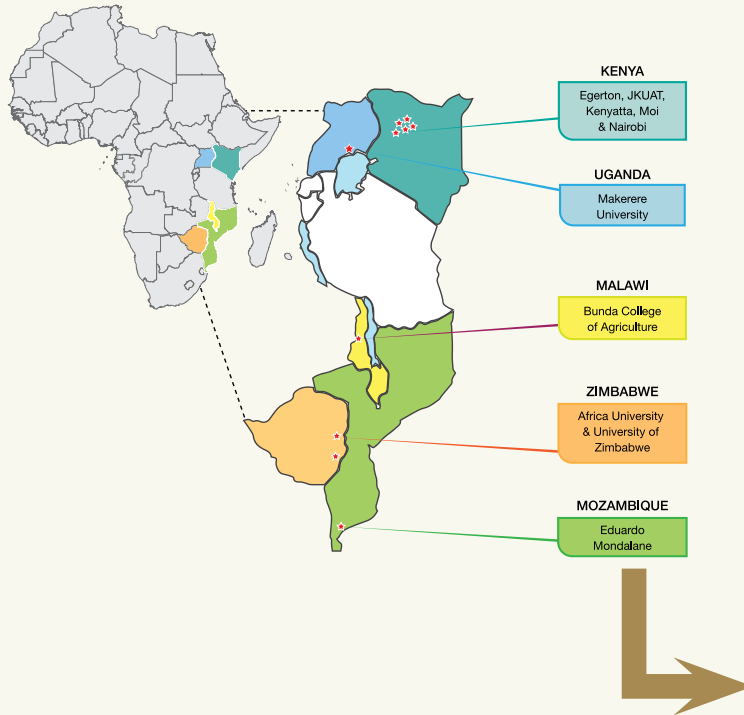 KENYA
Egerton, JKUAT,
Kenyatta, Moi
& Nairobi
UGANDA
Makerere
University
MALAWI
Bunda College
of Agriculture
ZIMBABWE
Africa University
& University of
Zimbabwe
MOZAMBIQUE
Eduardo
Mondalane